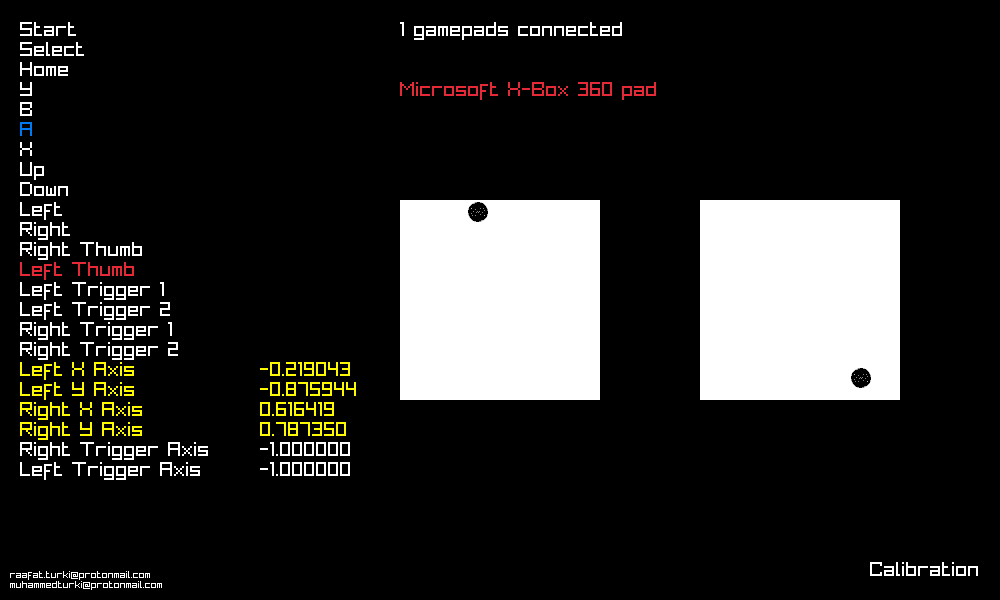 Start
Select
Home
Y
B
A
X
Up
Down
Left
Right
Right Thumb
Left Thumb
Left Trigger 1
Left Trigger 2
Right Trigger 1
Right Trigger 2
Left X Axis -0.219043
Left Y Axis -0.875944
Right X Axis 0.616419
Right Y Axis 0.787350
Right Trigger Axis -1.000000
Left Trigger Axis -1.000000
1 gamepads connected
Microsoft X-Box 360 pad
raafat.turki@protonmail.com
muhammedturki@protonmail.com
Calibration